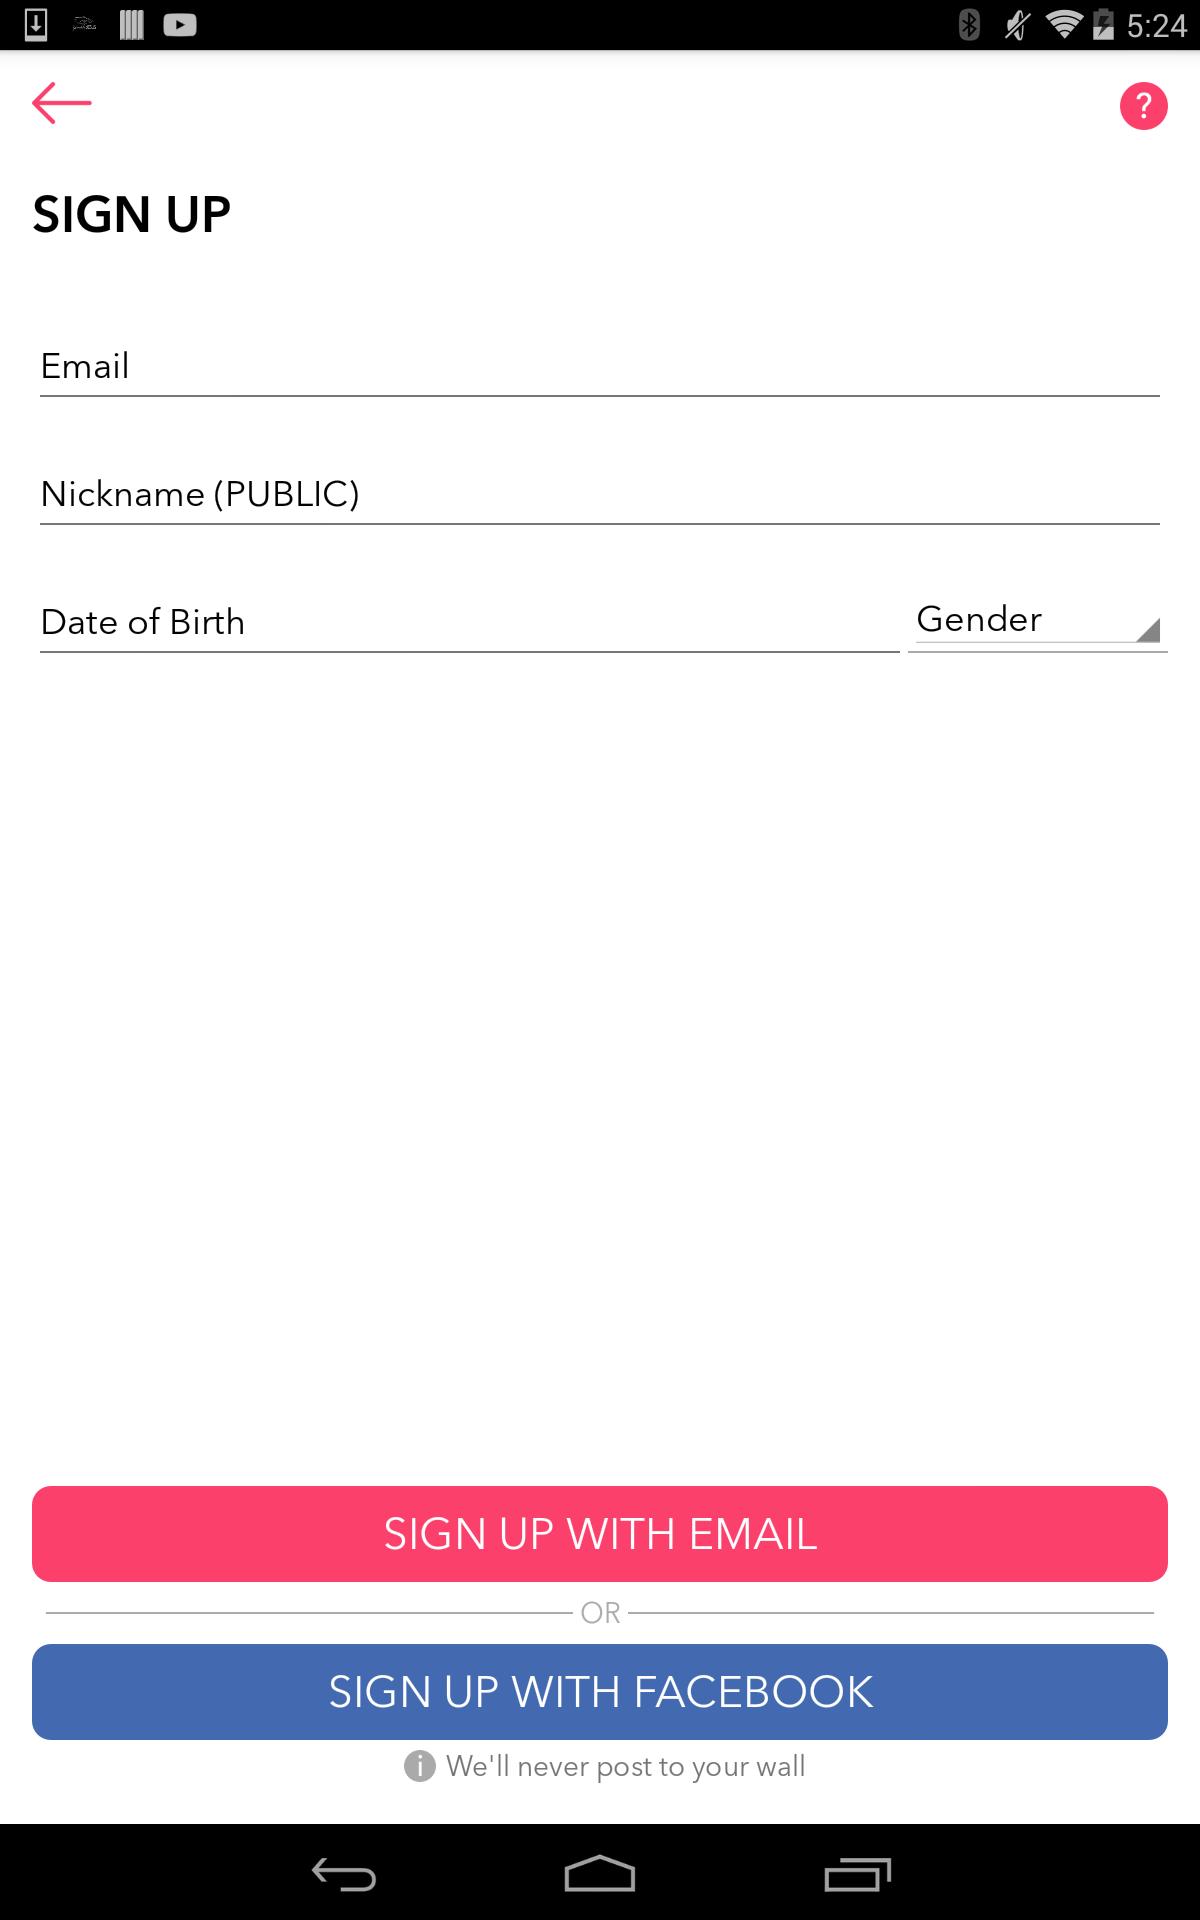 5:24
?
SIGN UP
Email
Nickname (PUBLIC)
Date of Birth
Gender
SIGN UP WITH EMAIL
OR
SIGN UP WITH FACEBOOK
i We'll never post to your wall